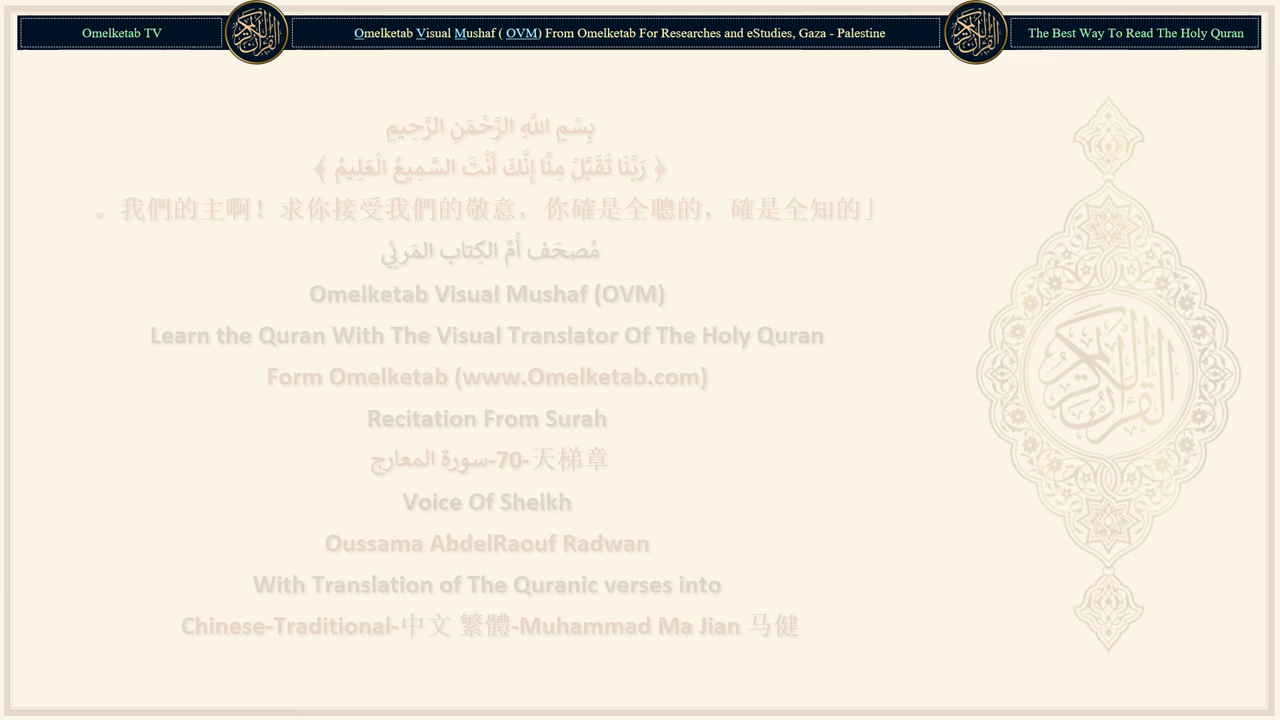 Omelketab TV
Omelketab Visual Mushaf ( OVM) From Omelketab For Researches and eStudies, Gaza - Palestine
The Best Way To Read The Holy Quran
بِسْمِ اللَّهِ الرَّحْمَنِ الرَّحِيمِ
﴿ رَبَّنَا تَقَبَّلْ مِنَّا إِنَّكَ أَنْتَ السَّمِيعُ الْعَلِيمُ ﴾
。我們的主啊！求你接受我們的敬意，你確是全聰的，確是全知的」
مُصحَف أُمِّ الكِتاب المَرئِي
Omelketab Visual Mushaf (OVM)
Learn the Quran With The Visual Translator Of The Holy Quran
Form Omelketab (www.Omelketab.com)
Recitation From Surah
سورة المعارج-70-天梯章
Voice Of Sheikh
Oussama AbdelRaouf Radwan
With Translation of The Quranic verses into
Chinese-Traditional-中文 繁體-Muhammad Ma Jian 马健
القرآن الكريم